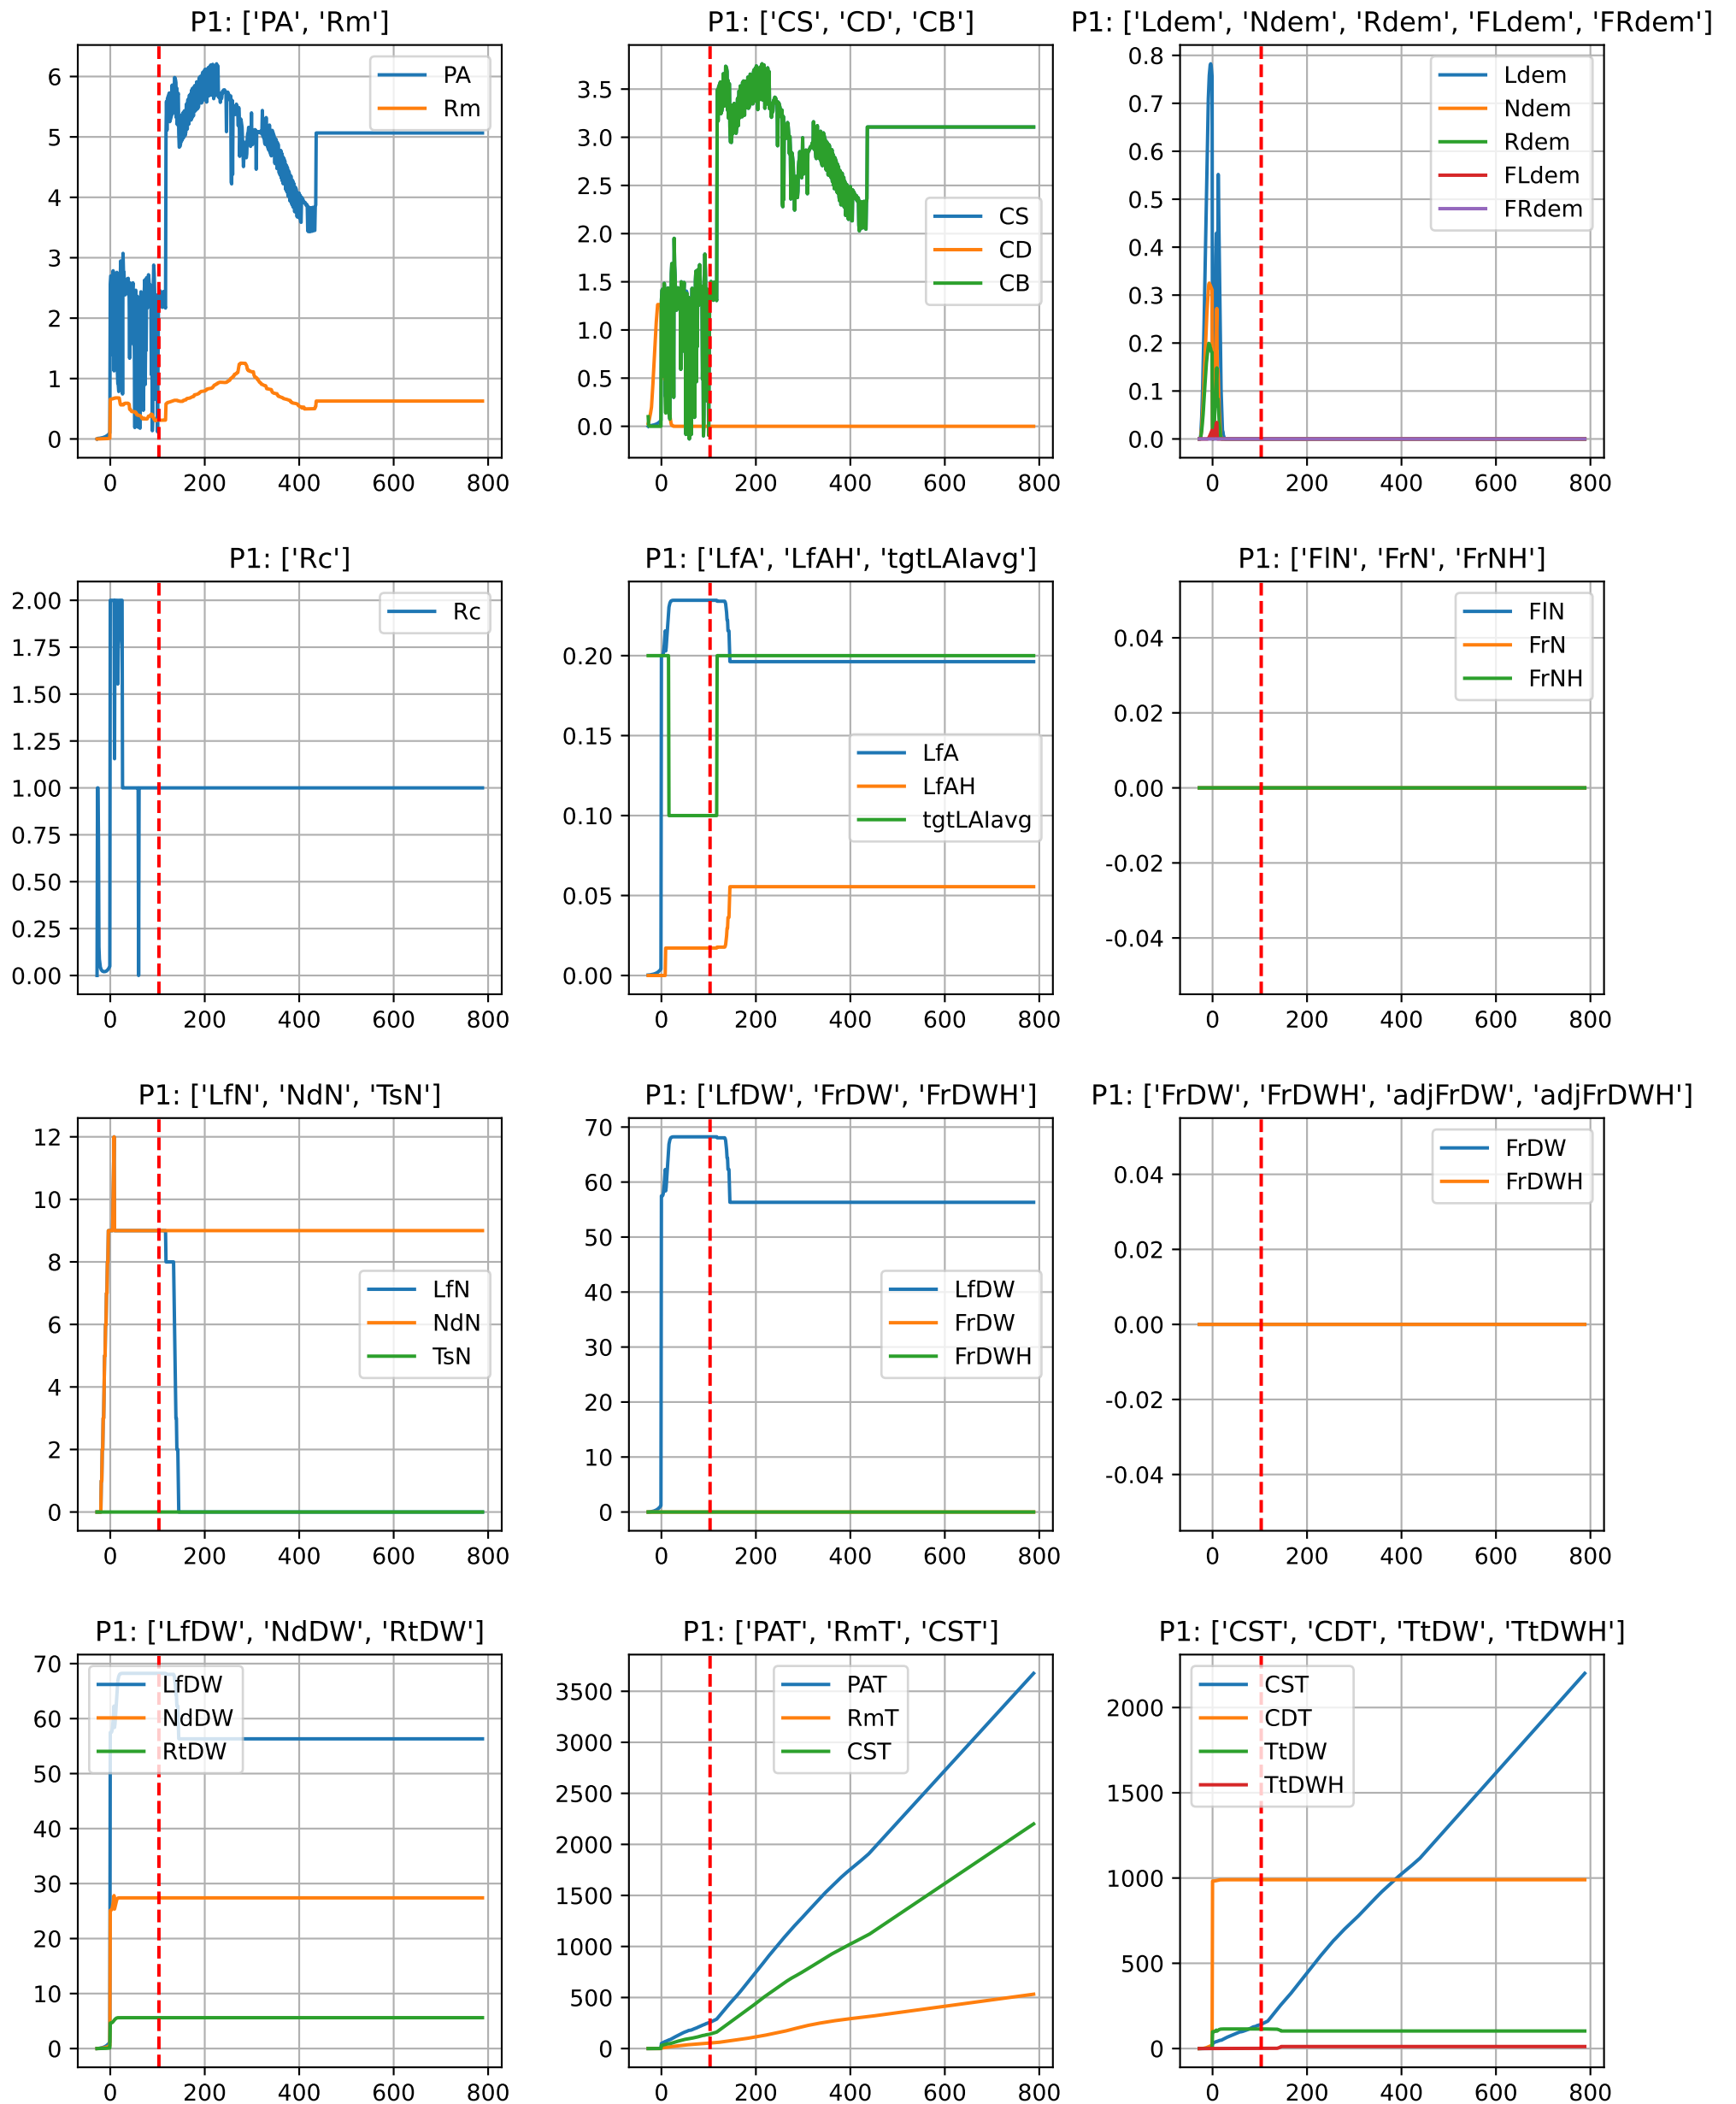 P1: ['PA', 'Rm']
6
5
4
3
2
1
0
PA
Rm
0 200 400 600 800
P1: ['CS', 'CD', 'CB']
3.5
3.0
2.5
2.0
1.5
1.0
0.5
0.0
CS
CD
CB
0 200 400 600 800
P1: ['Ldem', 'Ndem', 'Rdem', 'FLdem', 'FRdem']
0.8
0.7
0.6
0.5
0.4
0.3
0.2
0.1
0.0
Ldem
Ndem
Rdem
FLdem
FRdem
0 200 400 600 800
P1: ['Rc']
2.00
1.75
1.50
1.25
1.00
0.75
0.50
0.25
0.00
Rc
0 200 400 600 800
P1: ['LfA', 'LfAH', 'tgtLAIavg']
0.20
0.15
0.10
0.05
0.00
LfA
LfAH
tgtLAIavg
0 200 400 600 800
P1: ['FlN', 'FrN', 'FrNH']
0.04
0.02
0.00
-0.02
-0.04
FlN
FrN
FrNH
0 200 400 600 800
P1: ['LfN', 'NdN', 'TsN']
12
10
8
6
4
2
0
LfN
NdN
TsN
0 200 400 600 800
P1: ['LfDW', 'FrDW', 'FrDWH']
70
60
50
40
30
20
10
0
LfDW
FrDW
FrDWH
0 200 400 600 800
P1: ['FrDW', 'FrDWH', 'adjFrDW', 'adjFrDWH']
0.04
0.02
0.00
-0.02
-0.04
FrDW
FrDWH
0 200 400 600 800
P1: ['LfDW', 'NdDW', 'RtDW']
70
60
50
40
30
20
10
0
LfDW
NdDW
RtDW
0 200 400 600 800
P1: ['PAT', 'RmT', 'CST']
3500
3000
2500
2000
1500
1000
500
0
PAT
RmT
CST
0 200 400 600 800
P1: ['CST', 'CDT', 'TtDW', 'TtDWH']
2000
1500
1000
500
0
CST
CDT
TtDW
TtDWH
0 200 400 600 800